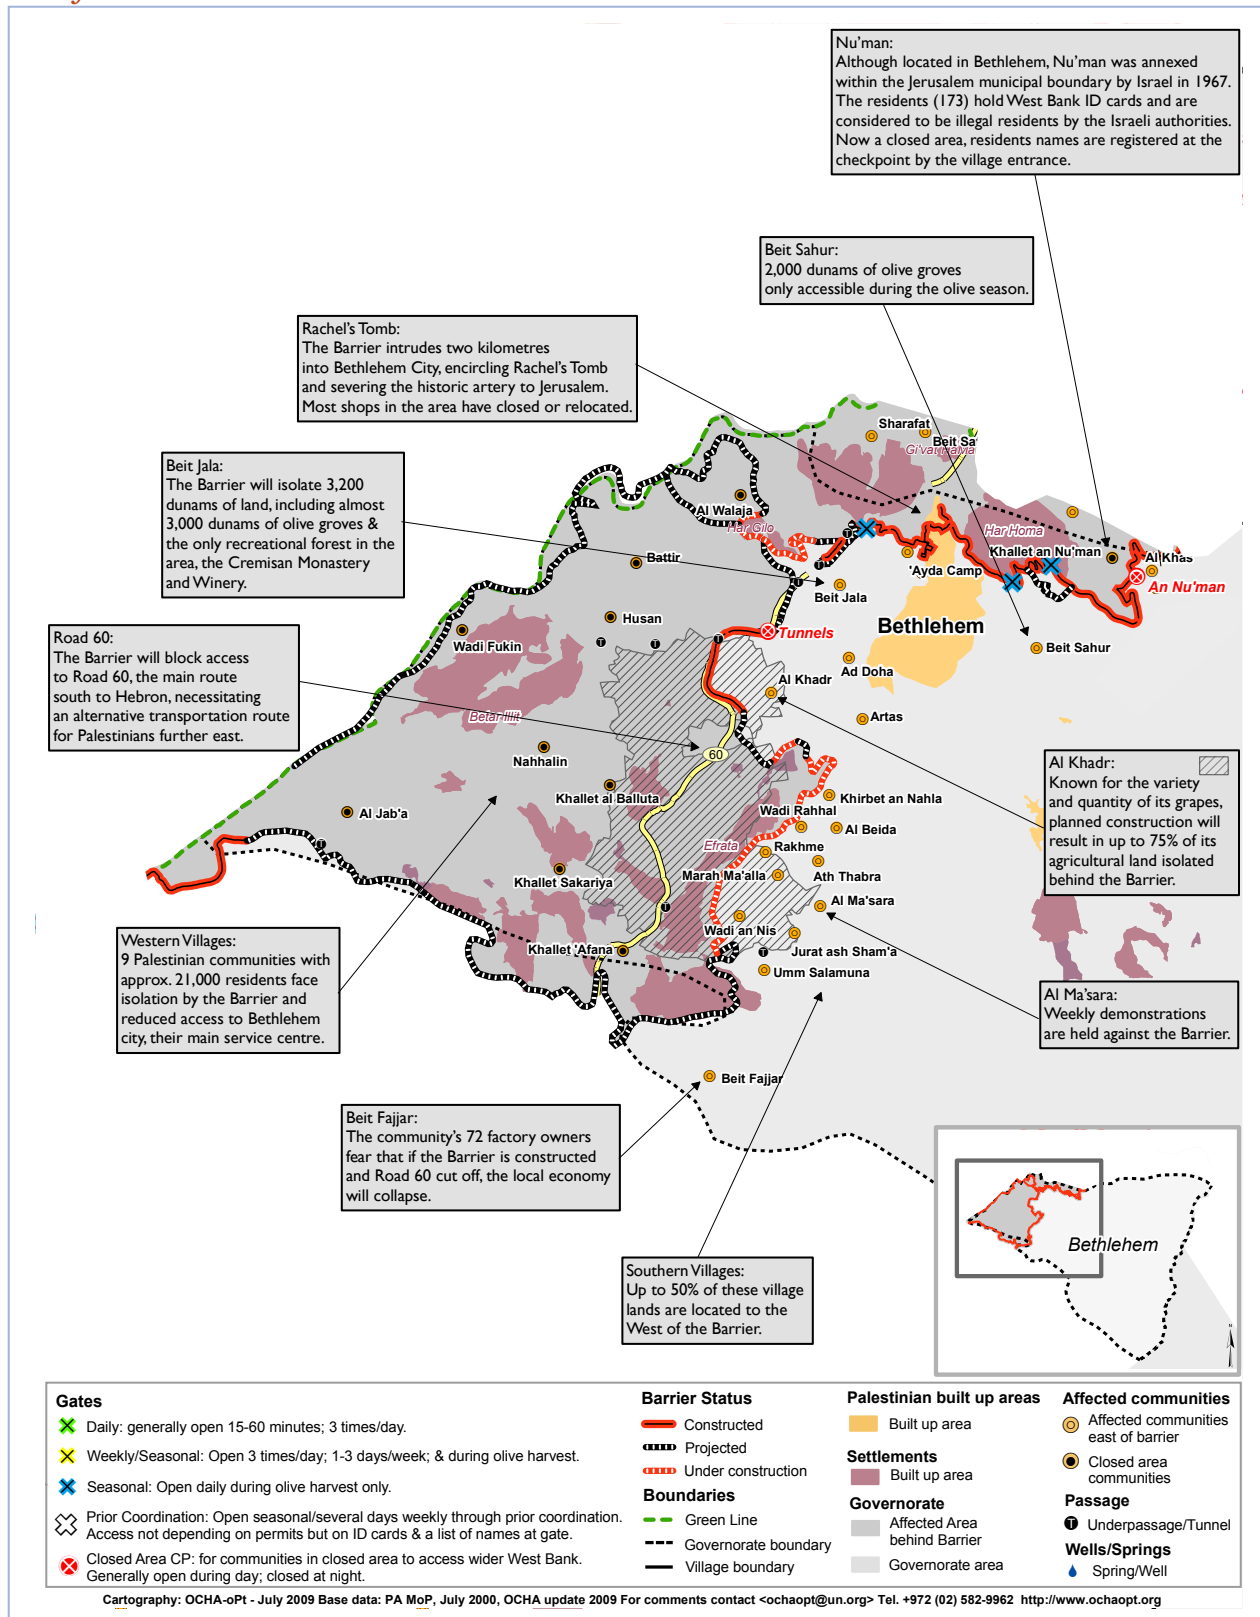 Nu'man:
Although located in Bethlehem, Nu'man was annexed
within the Jerusalem municipal boundary by Israel in 1967.
The residents (173) hold West Bank ID cards and are
considered to be illegal residents by the Israeli authorities.
Now a closed area, residents names are registered at the
checkpoint by the village entrance.
Beit Sahur:
2,000 dunams of olive groves
only accessible during the olive season.
Rachel's Tomb:
The Barrier intrudes two kilometres
into Bethlehem City, encircling Rachel's Tomb
and severing the historic artery to Jerusalem.
Most shops in the area have closed or relocated.
Beit Jala:
The Barrier will isolate 3,200
dunams of land, including almost
3,000 dunams of olive groves &
the only recreational forest in the
area, the Cremisan Monastery
and Winery.
Road 60:
The Barrier will block access
to Road 60, the main route
south to Hebron, necessitating
an alternative transportation route
for Palestinians further east.
Sharafat
Beit Sa
Gi'vat Hamta
Al Walaja
Har Gilo
Har Homa
Khallet an Nu'man
Al Khas
Battir
'Ayda Camp
An Nu'man
Beit Jala
Husan
Bethlehem
Tunnels
Wadi Fukin
Beit Sahur
Ad Doha
Al Khadr
Betar Illit
Artas
60
Nahhalin
Khallet al Balluta
Khirbet an Nahla
Al Jab'a
Wadi Rahhal
Al Beida
Efrata
Rakhme
Khallet Sakariya
Marah Ma'alla
Ath Thabra
Al Ma'sara
Wadi an Nis
Khallet 'Afana
Jurat ash Sham'a
Umm Salamuna
Beit Fajjar
Al Khadr:
Known for the variety
and quantity of its grapes,
planned construction will
result in up to 75% of its
agricultural land isolated
behind the Barrier.
Western Villages:
9 Palestinian communities with
approx. 21,000 residents face
isolation by the Barrier and
reduced access to Bethlehem
city, their main service centre.
Al Ma'sara:
Weekly demonstrations
are held against the Barrier.
Beit Fajjar:
The community's 72 factory owners
fear that if the Barrier is constructed
and Road 60 cut off, the local economy
will collapse.
Southern Villages:
Up to 50% of these village
lands are located to the
West of the Barrier.
Bethlehem
N
Gates
Daily: generally open 15-60 minutes; 3 times/day.
Weekly/Seasonal: Open 3 times/day; 1-3 days/week; & during olive harvest.
Seasonal: Open daily during olive harvest only.
Prior Coordination: Open seasonal/several days weekly through prior coordination.
Access not depending on permits but on ID cards & a list of names at gate.
Closed Area CP: for communities in closed area to access wider West Bank.
Generally open during day; closed at night.
Barrier Status
Constructed
Projected
Under construction
Boundaries
Green Line
Governorate boundary
Village boundary
Palestinian built up areas
Built up area
Settlements
Built up area
Governorate
Affected Area
behind Barrier
Governorate area
Affected communities
Affected communities
east of barrier
Closed area
communities
Passage
T Underpassage/Tunnel
Wells/Springs
Spring/Well
Cartography: OCHA-oPt - July 2009 Base data: PA MoP, July 2000, OCHA update 2009 For comments contact <ochaopt@un.org> Tel. +972 (02) 582-9962 http://www.ochaopt.org